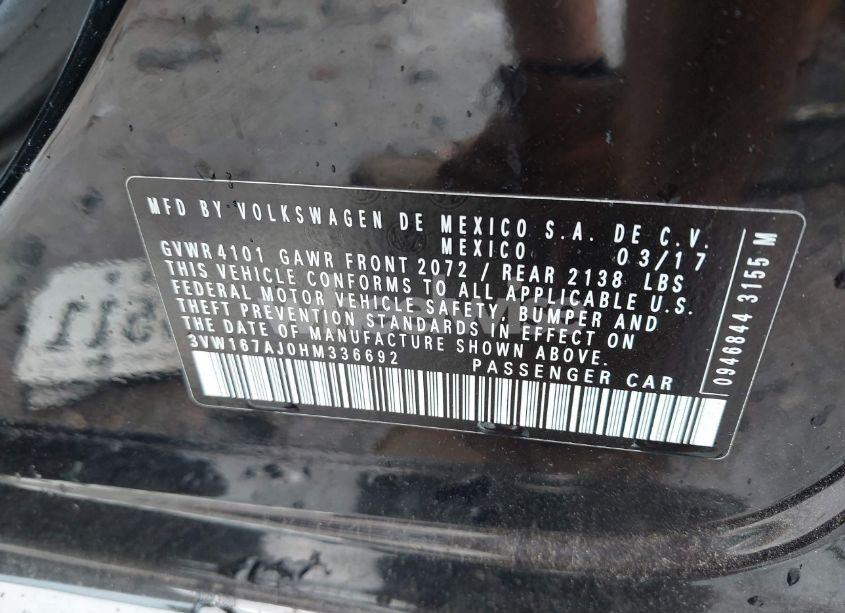 MFD BY VOLKSWAGEN DE MEXICO S.A. DE C.V.
MEXICO 03/17
GVWR4101 GAWR FRONT 2072 / REAR 2138 LBS
THIS VEHICLE CONFORMS TO ALL APPLICABLE U.S.
FEDERAL MOTOR VEHICLE SAFETY, BUMPER AND
THEFT PREVENTION STANDARDS IN EFFECT ON
THE DATE OF MANUFACTURE SHOWN ABOVE.
3VW167AJ0HM336692 PASSENGER CAR
0946844 3155 M